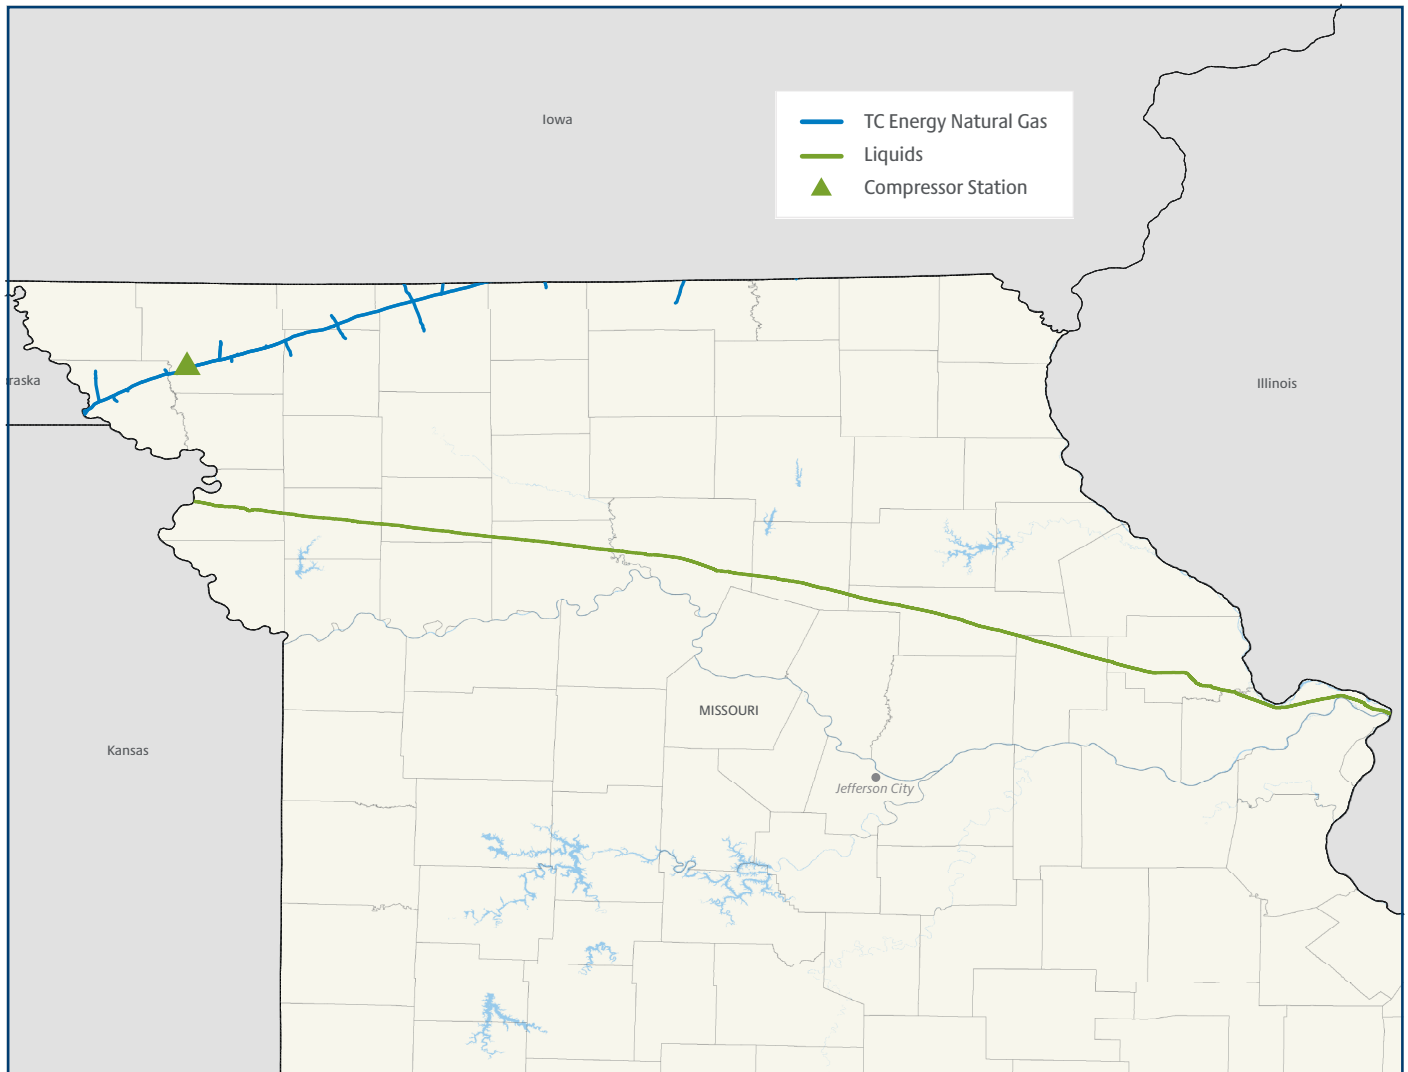 Iowa
TC Energy Natural Gas
Liquids
Compressor Station
raska
Illinois
MISSOURI
Kansas
Jefferson City